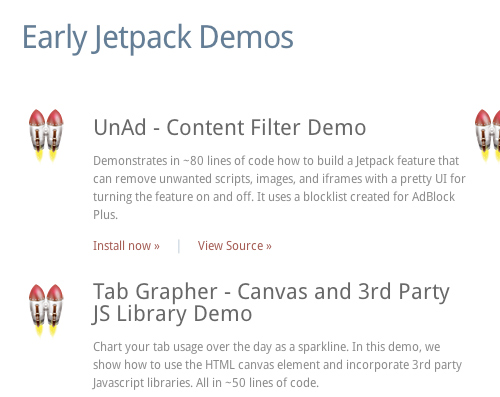 Early Jetpack Demos
UnAd - Content Filter Demo
Demonstrates in ~80 lines of code how to build a Jetpack feature that
can remove unwanted scripts, images, and iframes with a pretty UI for
turning the feature on and off. It uses a blocklist created for AdBlock
Plus.
Install now » | View Source »
Tab Grapher - Canvas and 3rd Party
JS Library Demo
Chart your tab usage over the day as a sparkline. In this demo, we
show how to use the HTML canvas element and incorporate 3rd party
Javascript libraries. All in ~50 lines of code.